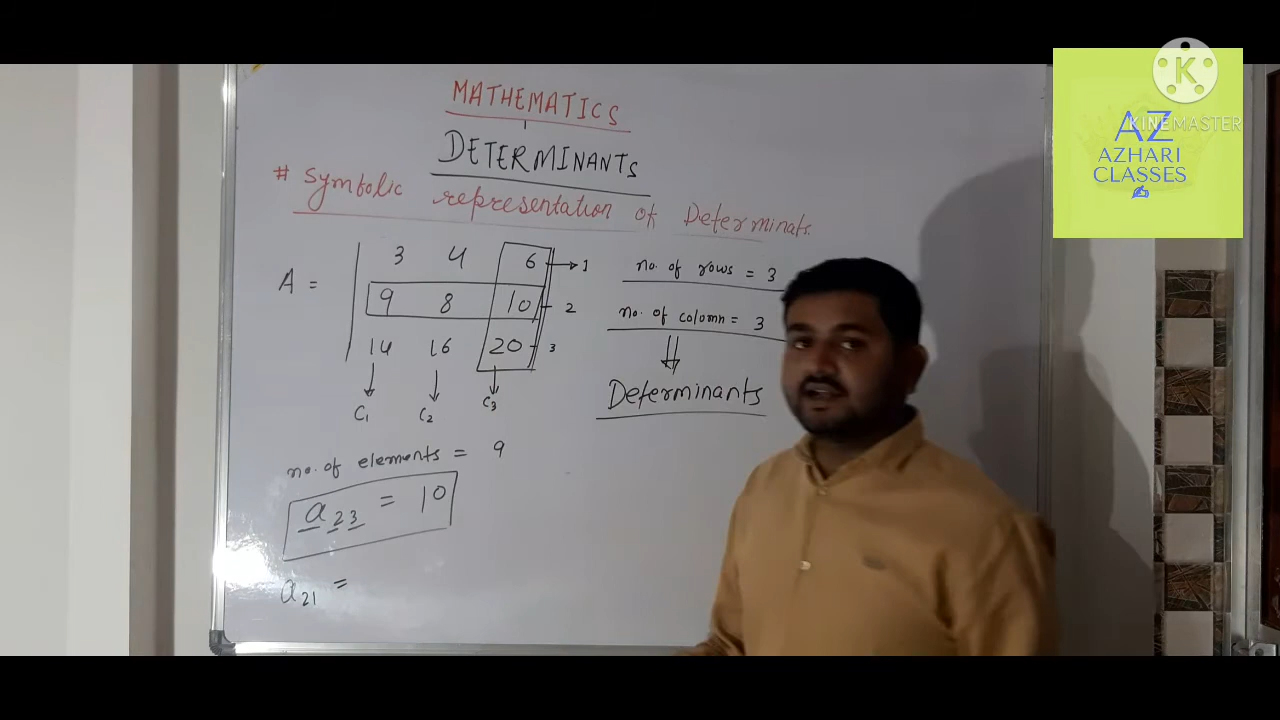 MATHEMATICS
DETERMINANTS
# Symbolic representation of Determinats.
A =
3 4 6 → 1
9 8 10 2
14 16 20 3
C1 C2 C3
no. of rows = 3
no. of column = 3
Determinants
no. of elements = 9
a23 = 10
a21 =
K
KINEMASTER
AZ
AZHARI
CLASSES